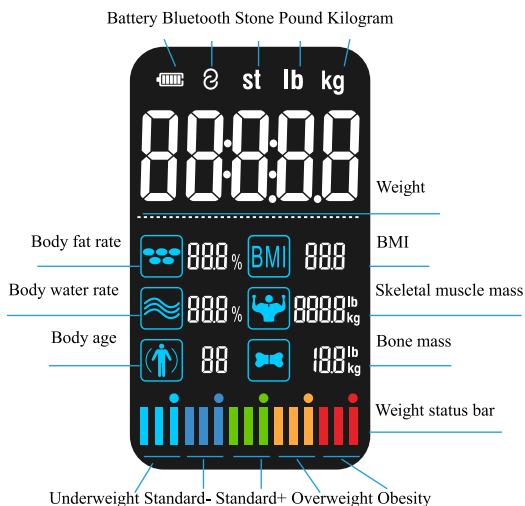 Battery Bluetooth Stone Pound Kilogram
st lb kg
88:8:8.8
Weight
Body fat rate
88.8 %
BMI
88.8
BMI
Body water rate
88.8 %
888.8 lb kg
Skeletal muscle mass
Body age
88
18.8 lb kg
Bone mass
Weight status bar
Underweight Standard- Standard+ Overweight Obesity